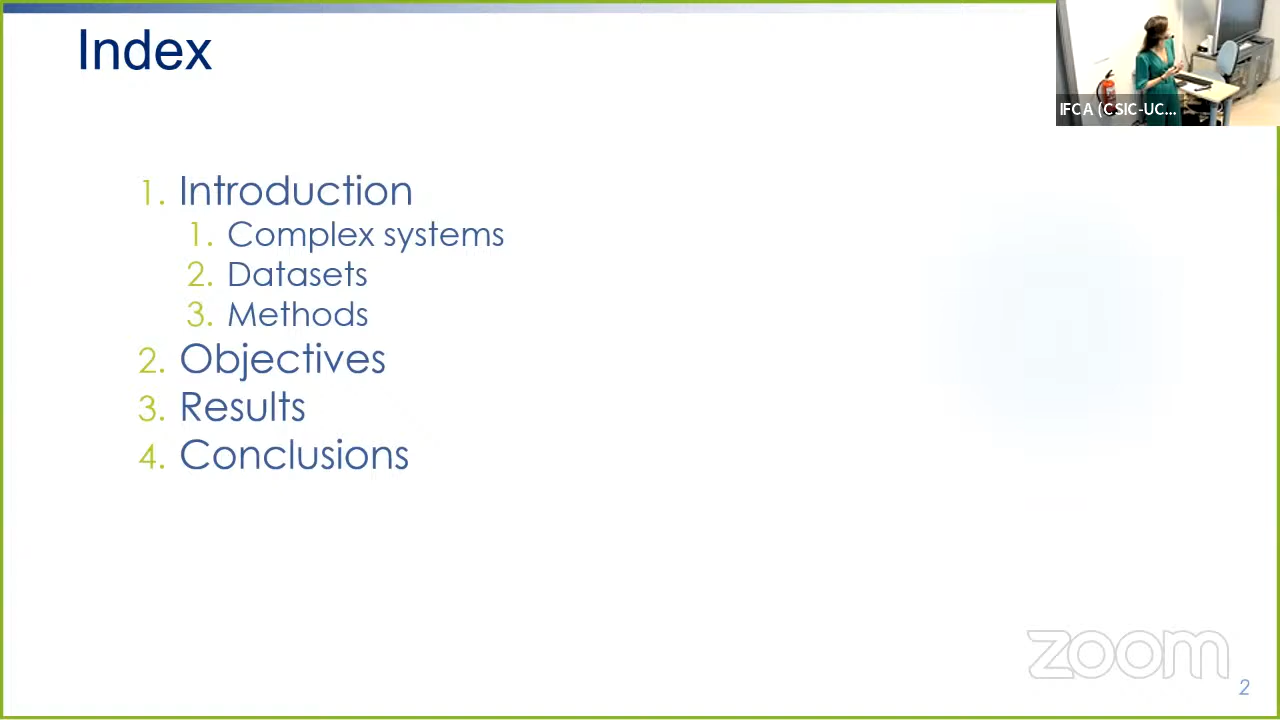 Index
IFCA (CSIC-UC...
1. Introduction
1. Complex systems
2. Datasets
3. Methods
2. Objectives
3. Results
4. Conclusions
zoom
2